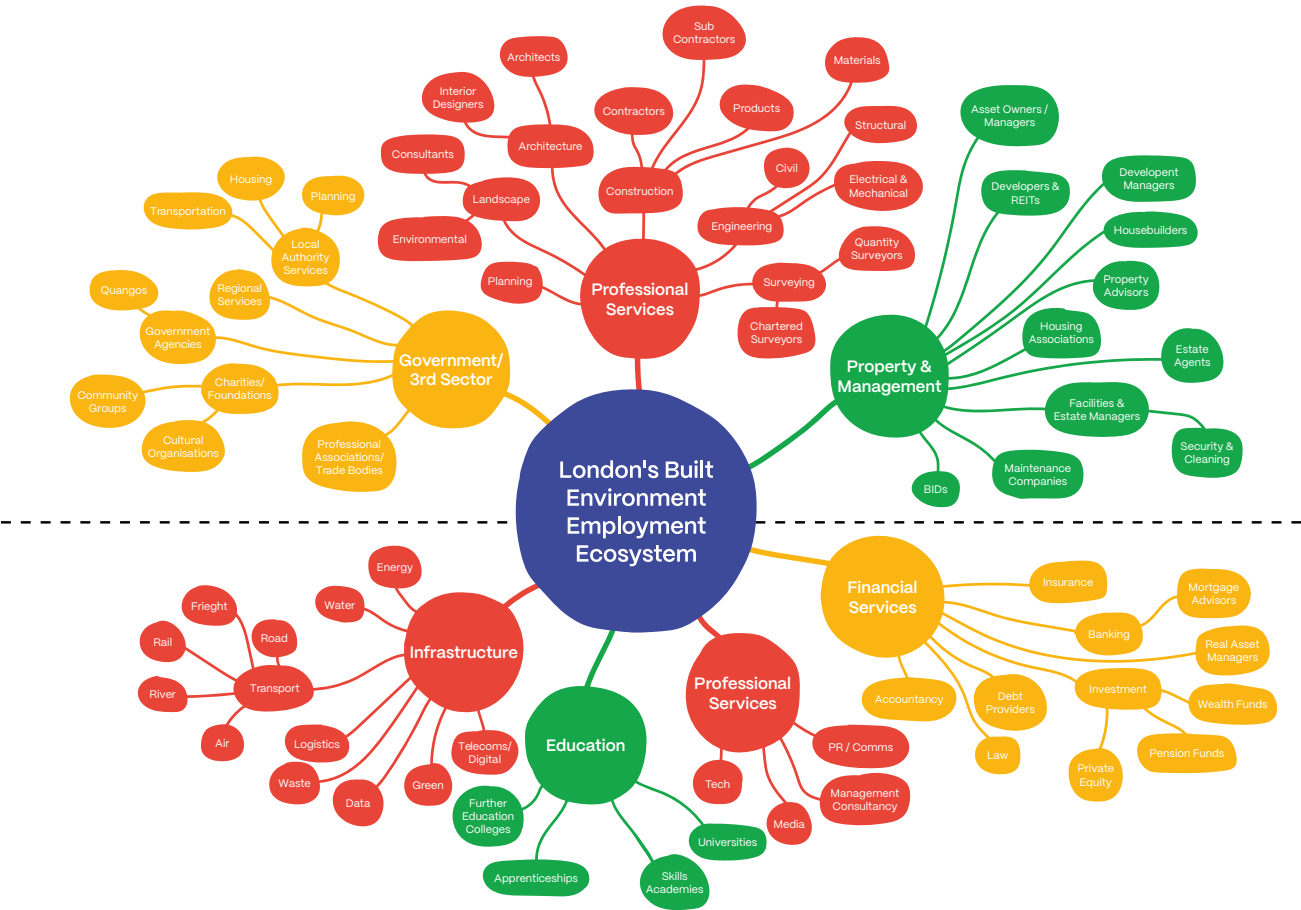 Sub
Contractors
Architects
Materials
Interior
Designers
Contractors
Products
Asset Owners /
Managers
Structural
Architecture
Consultants
Civil
Construction
Electrical &
Mechanical
Developent
Managers
Developers &
REITs
Housing
Planning
Transportation
Landscape
Engineering
Environmental
Quantity
Surveyors
Housebuilders
Local
Authority
Services
Planning
Surveying
Property
Advisors
Quangos
Regional
Services
Professional
Services
Government
Agencies
Chartered
Surveyors
Housing
Associations
Estate
Agents
Government/
3rd Sector
Property &
Management
Community
Groups
Charities/
Foundations
Facilities &
Estate Managers
Cultural
Organisations
Professional
Associations/
Trade Bodies
Security &
Cleaning
Maintenance
Companies
BIDs
London's Built
Environment
Employment
Ecosystem
Energy
Water
Frieght
Rail
Road
River
Transport
Air
Infrastructure
Logistics
Waste
Data
Green
Telecoms/
Digital
Financial
Services
Insurance
Mortgage
Advisors
Banking
Real Asset
Managers
Investment
Wealth Funds
Accountancy
Debt
Providers
Law
Private
Equity
Pension Funds
Professional
Services
PR / Comms
Tech
Management
Consultancy
Media
Education
Further
Education
Colleges
Universities
Apprenticeships
Skills
Academies